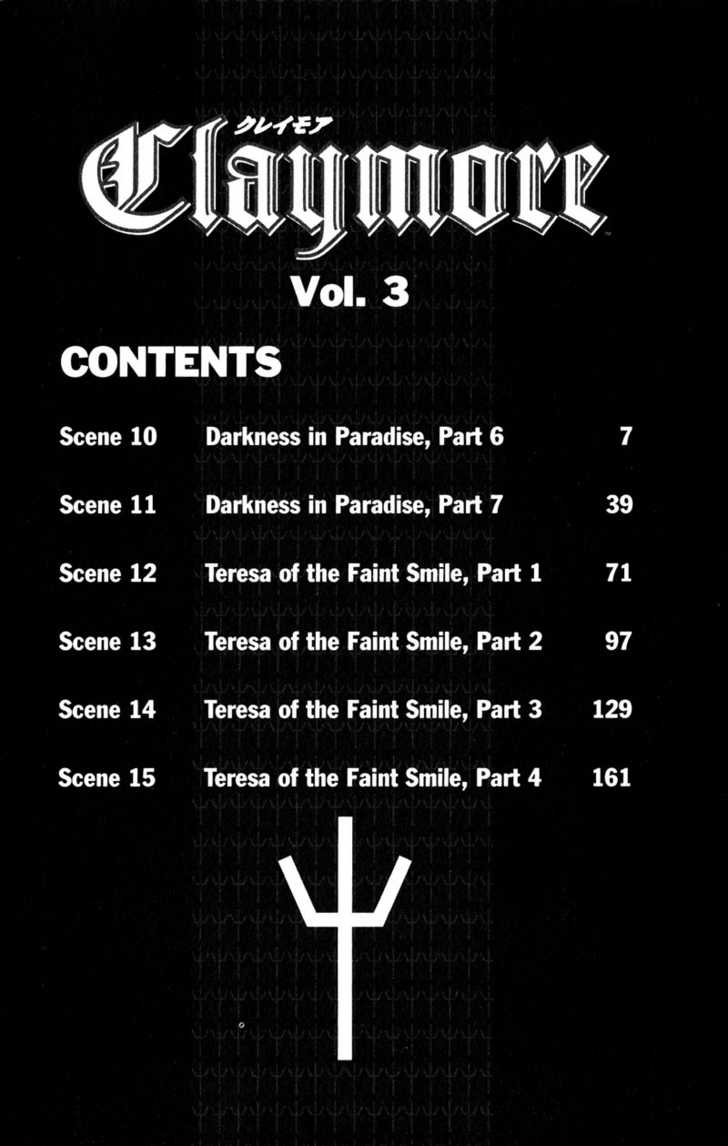 クレイモア
Claymore
Vol. 3
CONTENTS
Scene 10 Darkness in Paradise, Part 6 7
Scene 11 Darkness in Paradise, Part 7 39
Scene 12 Teresa of the Faint Smile, Part 1 71
Scene 13 Teresa of the Faint Smile, Part 2 97
Scene 14 Teresa of the Faint Smile, Part 3 129
Scene 15 Teresa of the Faint Smile, Part 4 161